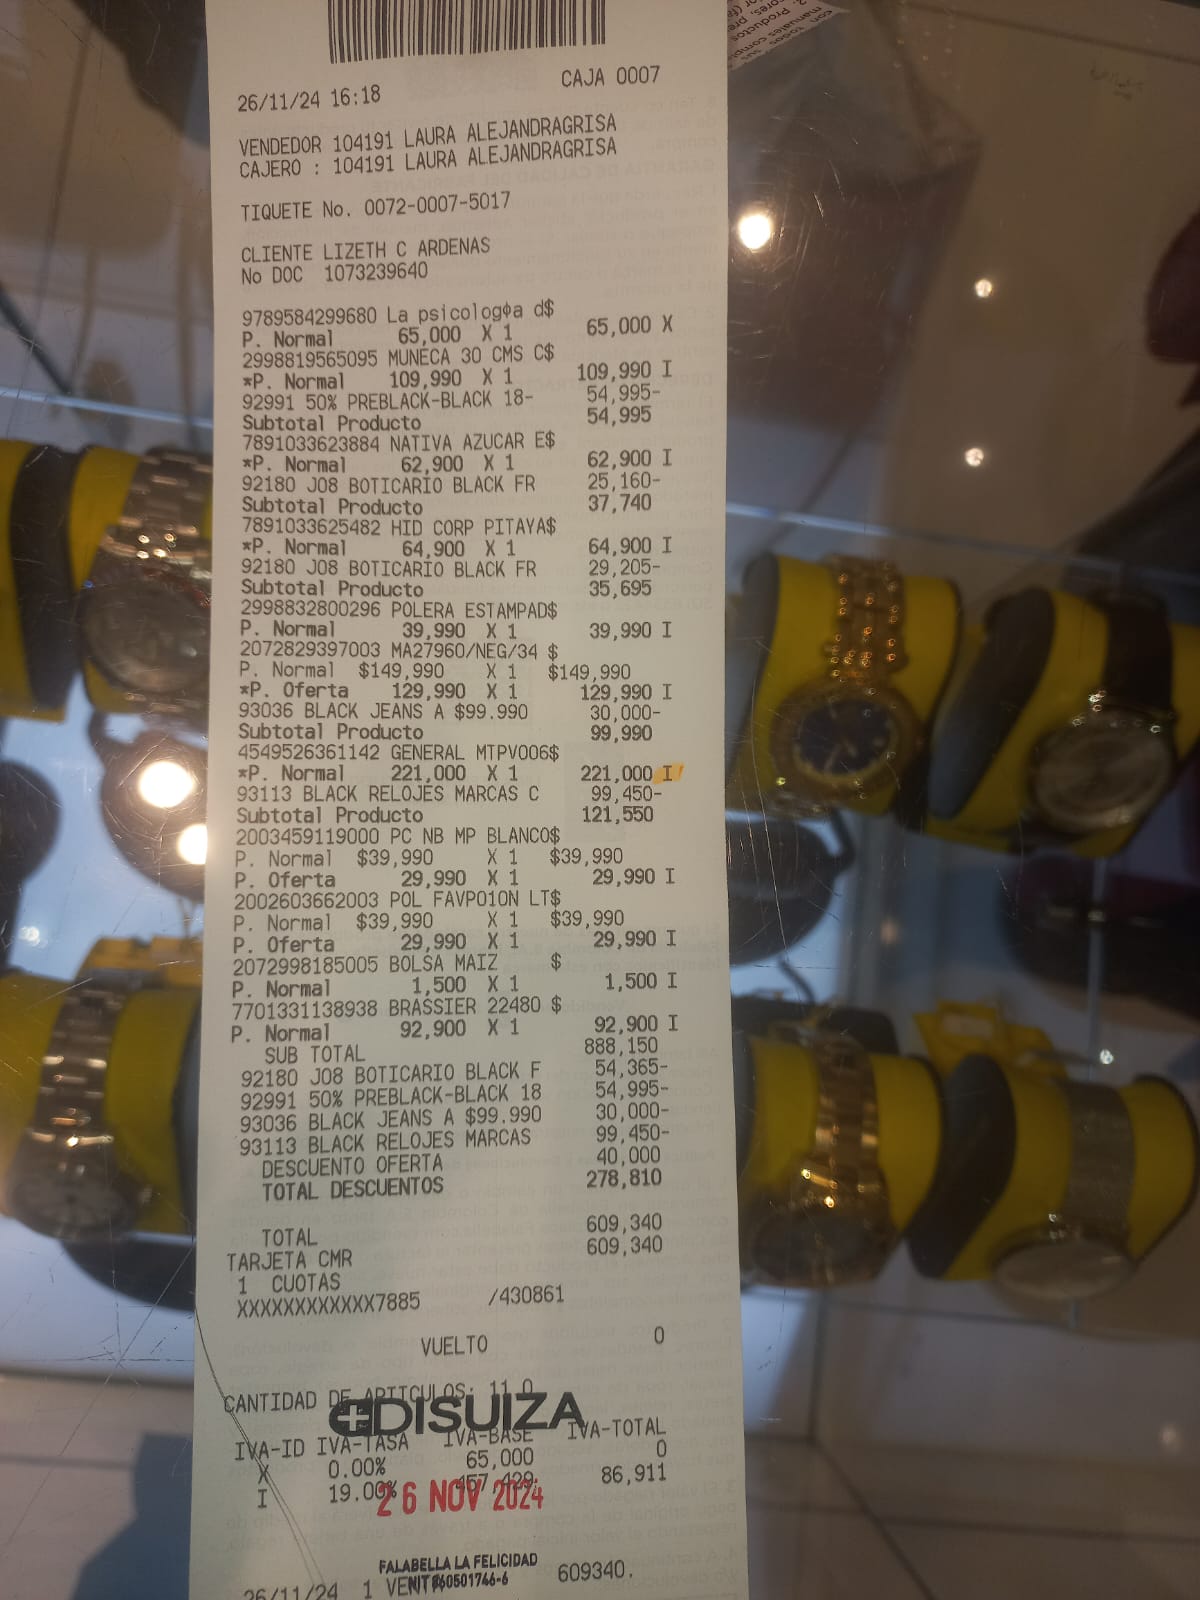 26/11/24 16:18 CAJA 0007
VENDEDOR 104191 LAURA ALEJANDRAGRISA
CAJERO : 104191 LAURA ALEJANDRAGRISA
TIQUETE No. 0072-0007-5017
CLIENTE LIZETH C ARDENAS
No DOC 1073239640
9789584299680 La psicologϕa d$
P. Normal 65,000 X 1 65,000 X
2998819565095 MUNECA 30 CMS C$
*P. Normal 109,990 X 1 109,990 I
92991 50% PREBLACK-BLACK 18- 54,995-
Subtotal Producto 54,995
7891033623884 NATIVA AZUCAR E$
*P. Normal 62,900 X 1 62,900 I
92180 J08 BOTICARIO BLACK FR 25,160-
Subtotal Producto 37,740
7891033625482 HID CORP PITAYA$
*P. Normal 64,900 X 1 64,900 I
92180 J08 BOTICARIO BLACK FR 29,205-
Subtotal Producto 35,695
2998832800296 POLERA ESTAMPAD$
P. Normal 39,990 X 1 39,990 I
2072829397003 MA27960/NEG/34 $
P. Normal $149,990 X 1 $149,990
*P. Oferta 129,990 X 1 129,990 I
93036 BLACK JEANS A $99.990 30,000-
Subtotal Producto 99,990
4549526361142 GENERAL MTPV006$
*P. Normal 221,000 X 1 221,000 I
93113 BLACK RELOJES MARCAS C 99,450-
Subtotal Producto 121,550
2003459119000 PC NB MP BLANCO$
P. Normal $39,990 X 1 $39,990
P. Oferta 29,990 X 1 29,990 I
2002603662003 POL FAVPO1ON LT$
P. Normal $39,990 X 1 $39,990
P. Oferta 29,990 X 1 29,990 I
2072998185005 BOLSA MAIZ $
P. Normal 1,500 X 1 1,500 I
7701331138938 BRASSIER 22480 $
P. Normal 92,900 X 1 92,900 I
SUB TOTAL 888,150
92180 J08 BOTICARIO BLACK F 54,365-
92991 50% PREBLACK-BLACK 18 54,995-
93036 BLACK JEANS A $99.990 30,000-
93113 BLACK RELOJES MARCAS 99,450-
DESCUENTO OFERTA 40,000
TOTAL DESCUENTOS 278,810
TOTAL 609,340
TARJETA CMR 609,340
1 CUOTAS
XXXXXXXXXXXX7885 /430861
VUELTO 0
CANTIDAD DE ARTICULOS: 11.0
DISUIZA
IVA-ID IVA-TASA IVA-BASE IVA-TOTAL
X 0.00% 65,000 0
I 19.00% 457,429 86,911
26 NOV 2024
FALABELLA LA FELICIDAD
26/11/24 1 609340.